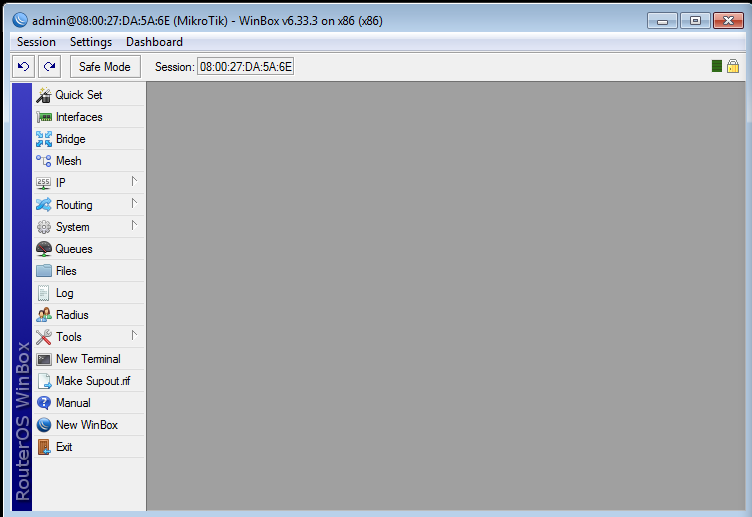 admin@08:00:27:DA:5A:6E (MikroTik) - WinBox v6.33.3 on x86 (x86)
Session Settings Dashboard
Safe Mode Session: 08:00:27:DA:5A:6E
Quick Set
Interfaces
Bridge
Mesh
255 IP
Routing
System
Queues
Files
Log
Radius
Tools
New Terminal
Make Supout.rif
Manual
New WinBox
Exit
RouterOS WinBox